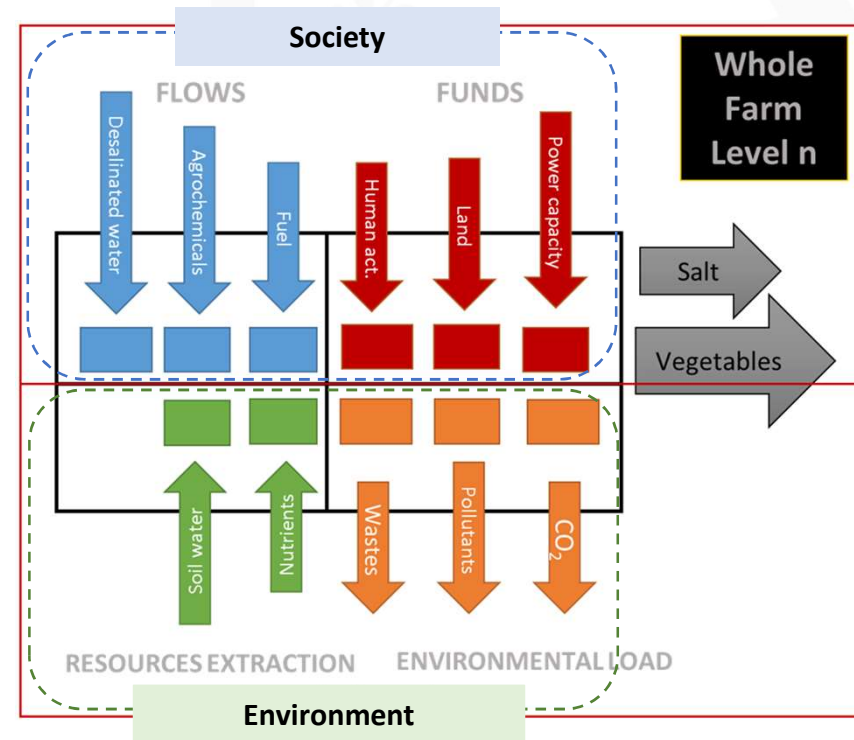 Society
FLOWS
FUNDS
Whole
Farm
Level n
Desalinated water
Agrochemicals
Fuel
Human act.
Land
Power capacity
Salt
Vegetables
Soil water
Nutrients
Wastes
Pollutants
CO₂
RESOURCES EXTRACTION
ENVIRONMENTAL LOAD
Environment